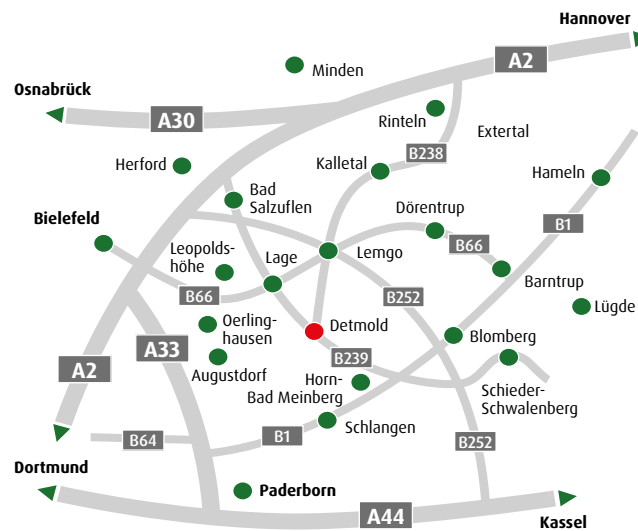 Hannover
A2
Minden
Osnabrück
A30
Rinteln
Extertal
B238
Herford
Kalletal
Hameln
Bad
Salzuflen
Dörentrup
B1
Bielefeld
Leopolds-
höhe
Lage
Lemgo
B66
Barntrup
B66
B252
Lügde
Oerling-
hausen
Detmold
Blomberg
A33
B239
A2
Augustdorf
Horn-
Bad Meinberg
Schieder-
Schwalenberg
B64
B1
Schlangen
B252
Dortmund
Paderborn
A44
Kassel